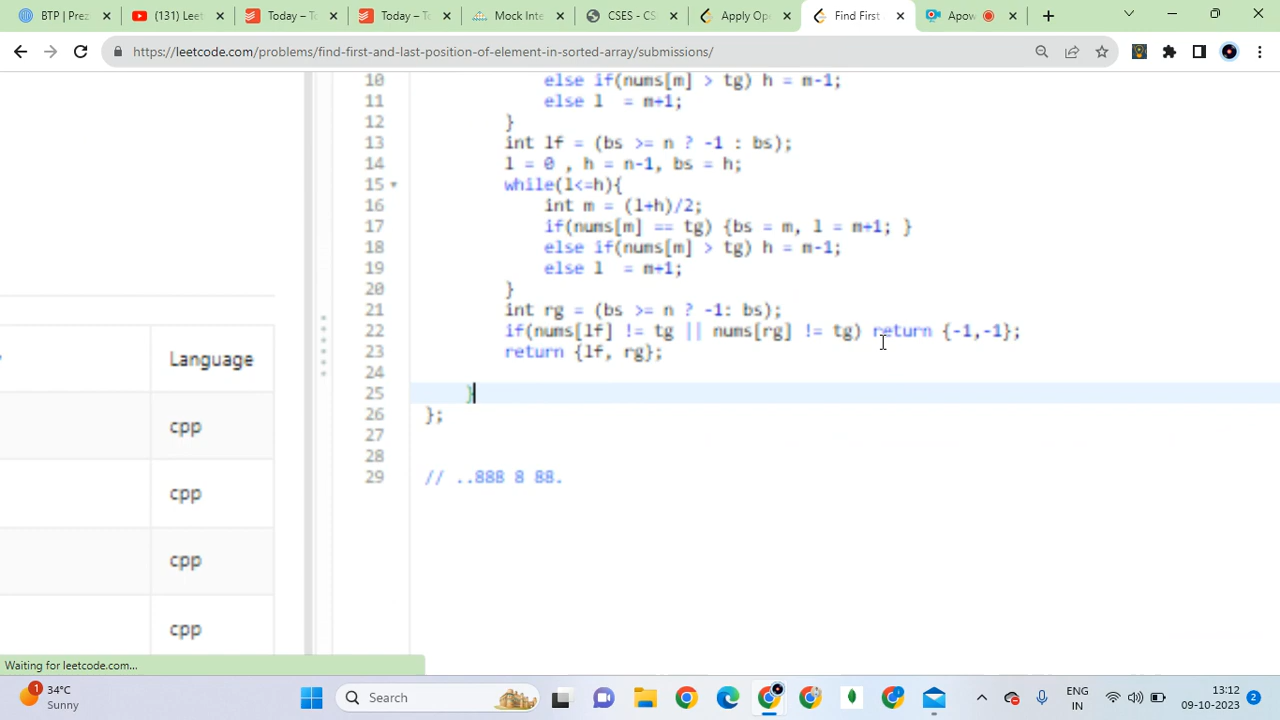 BTP | Prez
(131) Leet
Today – To
Today – To
Mock Inte
CSES - CS
Apply Op
Find First
Apow
https://leetcode.com/problems/find-first-and-last-position-of-element-in-sorted-array/submissions/
10 else if(nums[m] > tg) h = m-1;
11 else l  = m+1;
12 }
13 int lf = (bs >= n ? -1 : bs);
14 l = 0 , h = n-1, bs = h;
15 while(l<=h){
16 int m = (l+h)/2;
17 if(nums[m] == tg) {bs = m, l = m+1; }
18 else if(nums[m] > tg) h = m-1;
19 else l  = m+1;
20 }
21 int rg = (bs >= n ? -1: bs);
22 if(nums[lf] != tg || nums[rg] != tg) return {-1,-1};
23 return {lf, rg};
24
25 }
26 };
27
28
29 // ..888 8 88.
Language
cpp
cpp
cpp
cpp
Waiting for leetcode.com...
1
34°C
Sunny
Search
ENG
IN
13:12
09-10-2023
2